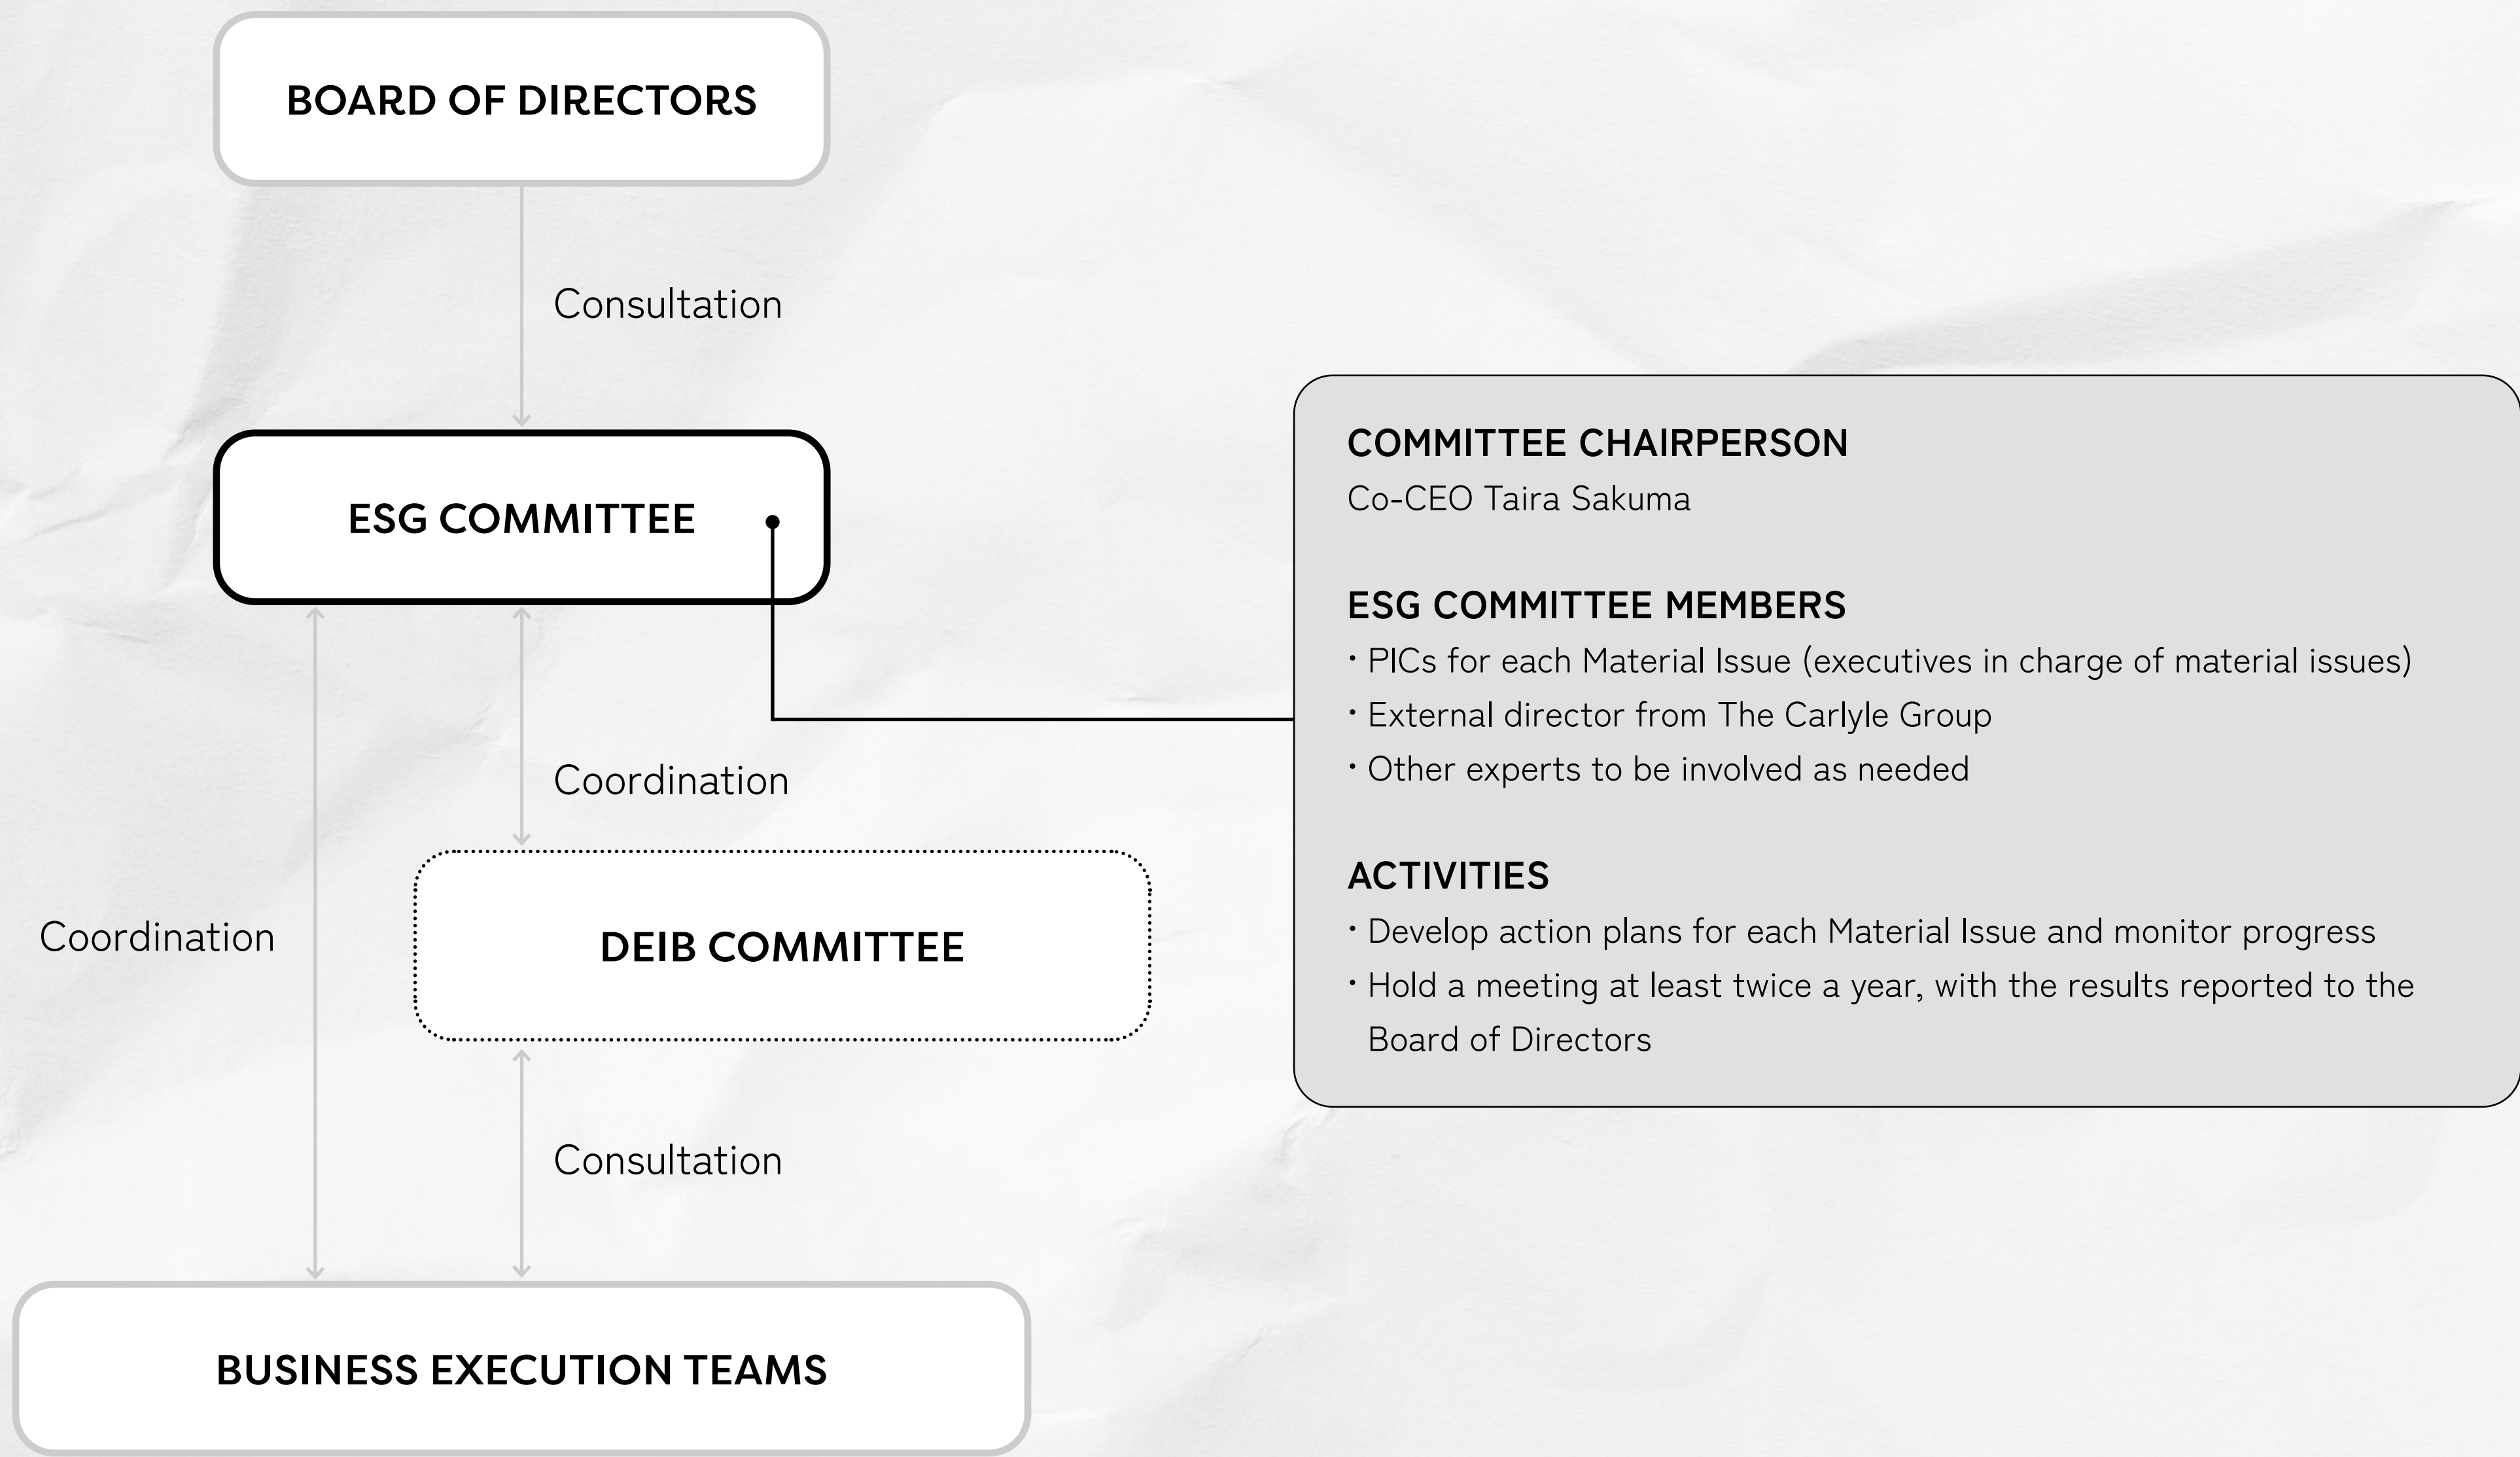 BOARD OF DIRECTORS
Consultation
ESG COMMITTEE
Coordination
Coordination
DEIB COMMITTEE
Consultation
BUSINESS EXECUTION TEAMS
COMMITTEE CHAIRPERSON
Co-CEO Taira Sakuma
ESG COMMITTEE MEMBERS
・PICs for each Material Issue (executives in charge of material issues)
・External director from The Carlyle Group
・Other experts to be involved as needed
ACTIVITIES
・Develop action plans for each Material Issue and monitor progress
・Hold a meeting at least twice a year, with the results reported to the
Board of Directors